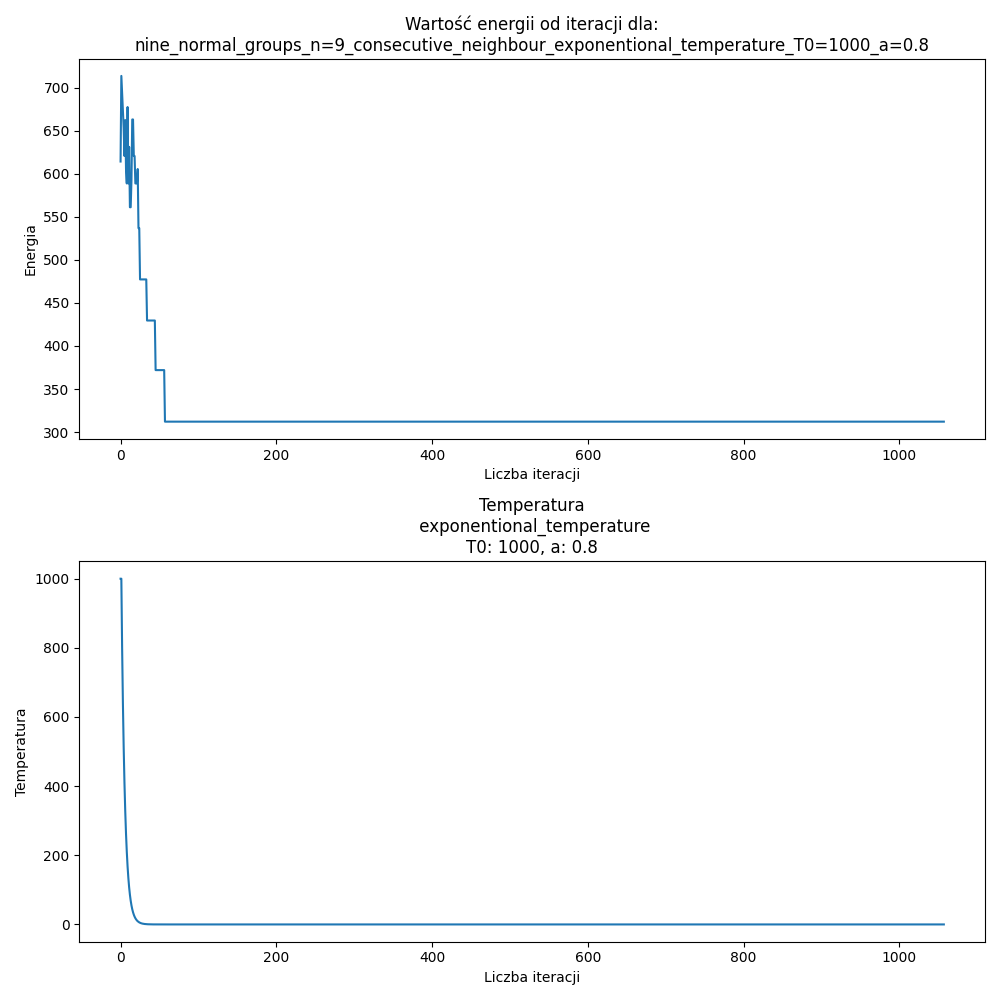 Wartość energii od iteracji dla:
nine_normal_groups_n=9_consecutive_neighbour_exponentional_temperature_T0=1000_a=0.8
700
650
600
550
500
450
400
350
300
Energia
0 200 400 600 800 1000
Liczba iteracji
Temperatura
exponentional_temperature
T0: 1000, a: 0.8
1000
800
600
400
200
0
Temperatura
0 200 400 600 800 1000
Liczba iteracji